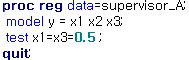 proc reg data=supervisor_A;
model y = x1 x2 x3;
test x1=x3=0.5 ;
quit;